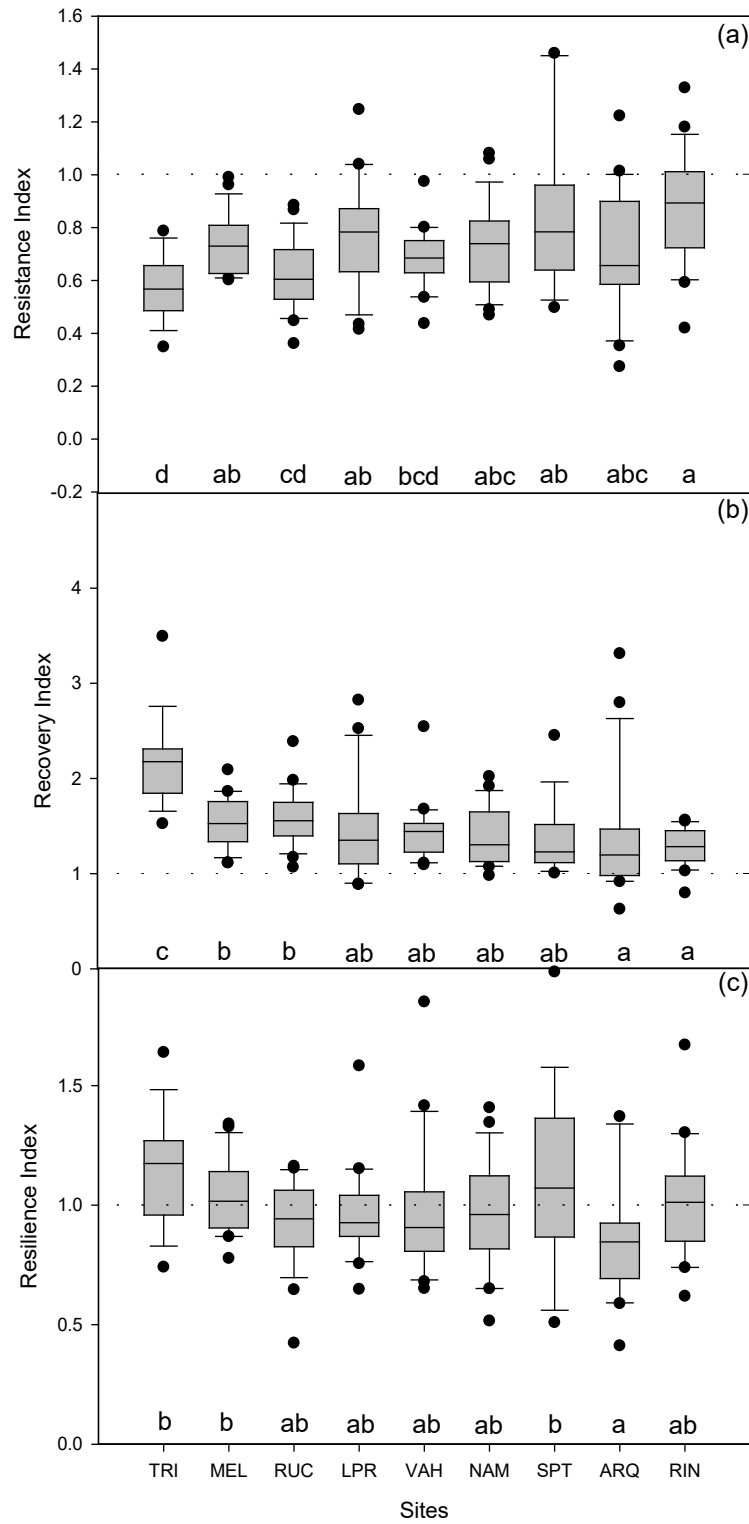 (a)
1.6
1.4
1.2
1.0
0.8
0.6
0.4
0.2
0.0
-0.2
Resistance Index
d ab cd ab bcd abc ab abc a
(b)
4
3
2
1
0
Recovery Index
c b b ab ab ab ab a a
(c)
1.5
1.0
0.5
0.0
Resilience Index
b b ab ab ab ab b a ab
TRI MEL RUC LPR VAH NAM SPT ARQ RIN
Sites